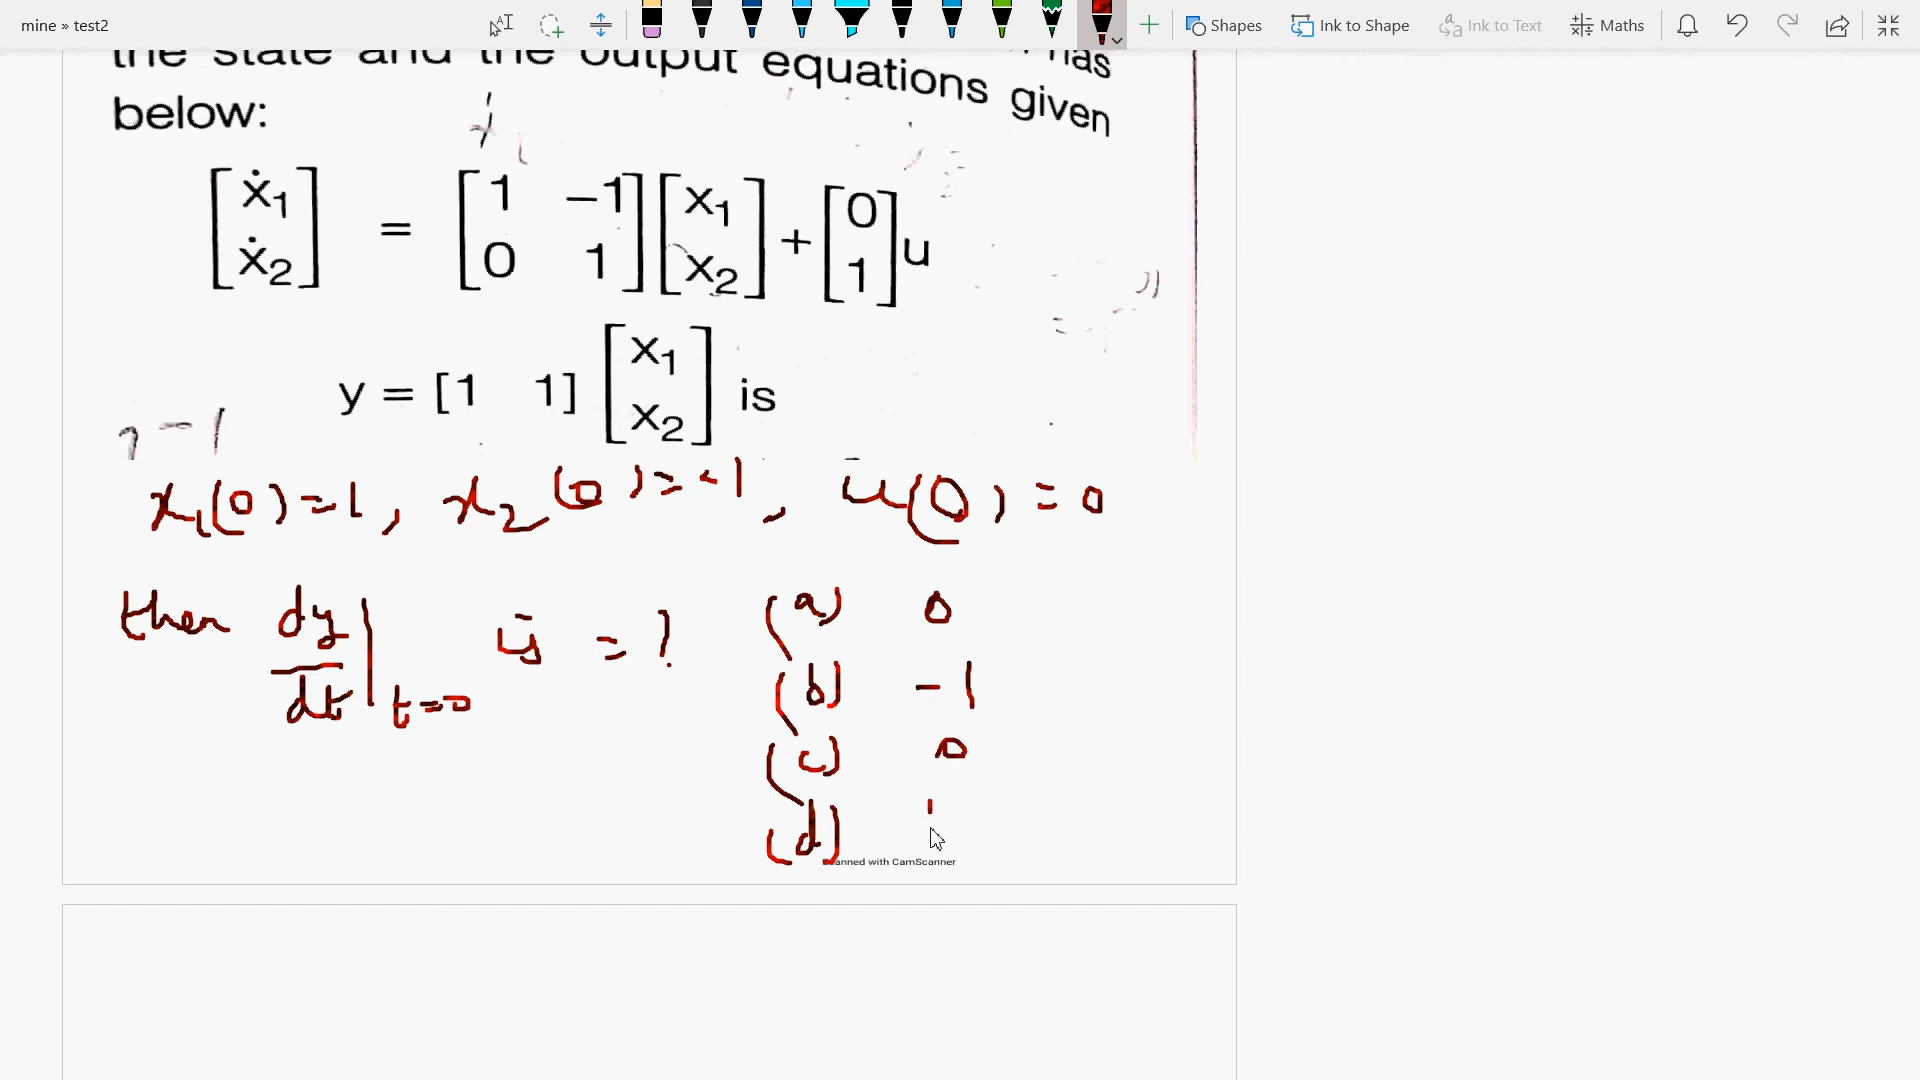 mine » test2
Shapes Ink to Shape Ink to Text Maths
the state and the output equations given has
below:
[ẋ1 ẋ2] = [1 −1 0 1] [x1 x2] + [0 1] u
y = [1 1] [x1 x2] is
x1(0)=1, x2(0)=-1, u(0)=0
then dy/dt|t=0 is = ?
(a) 0
(b) -1
(c) 0
(d)
anned with CamScanner